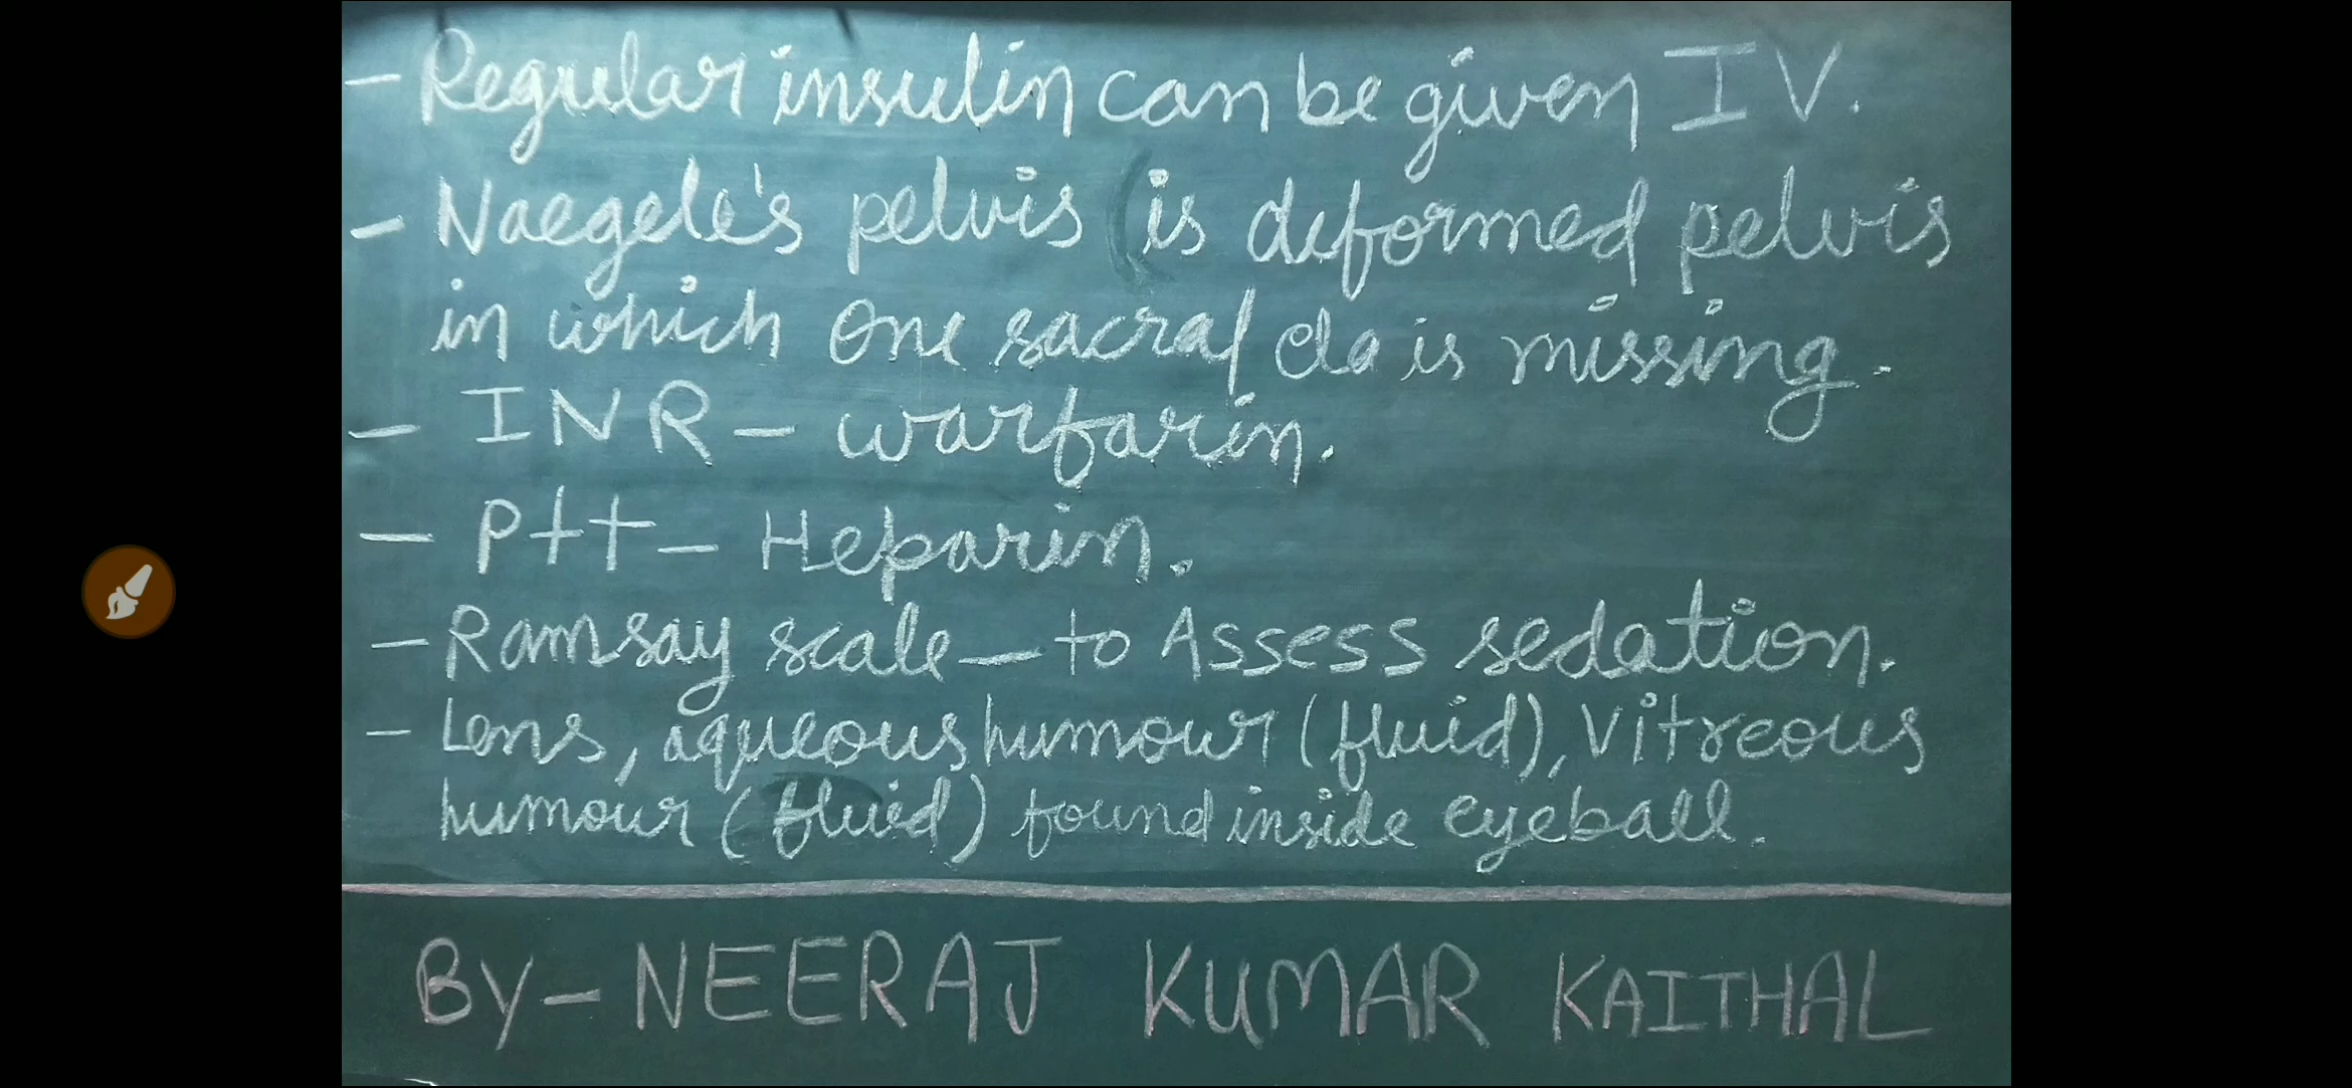 - Regular insulin can be given IV.
- Naegele's pelvis is deformed pelvis
in which one sacral ela is missing.
- INR - warfarin.
- Ptt - Heparin.
- Ramsay scale - to Assess sedation.
- Lens, aqueous humour (fluid), Vitreous
humour (fluid) found inside eyeball.
By - NEERAJ KUMAR KAITHAL